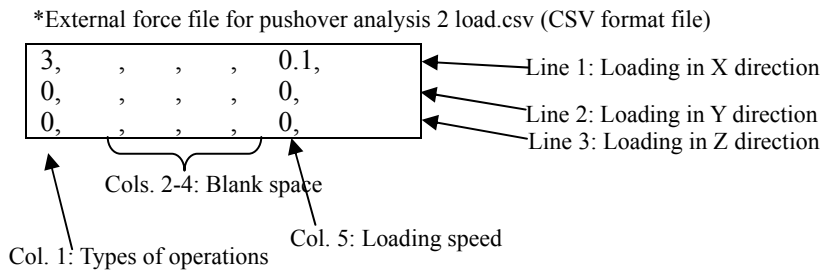 *External force file for pushover analysis 2 load.csv (CSV format file)
3, , , , 0.1,
0, , , , 0,
0, , , , 0,
Line 1: Loading in X direction
Line 2: Loading in Y direction
Line 3: Loading in Z direction
Cols. 2-4: Blank space
Col. 1: Types of operations
Col. 5: Loading speed